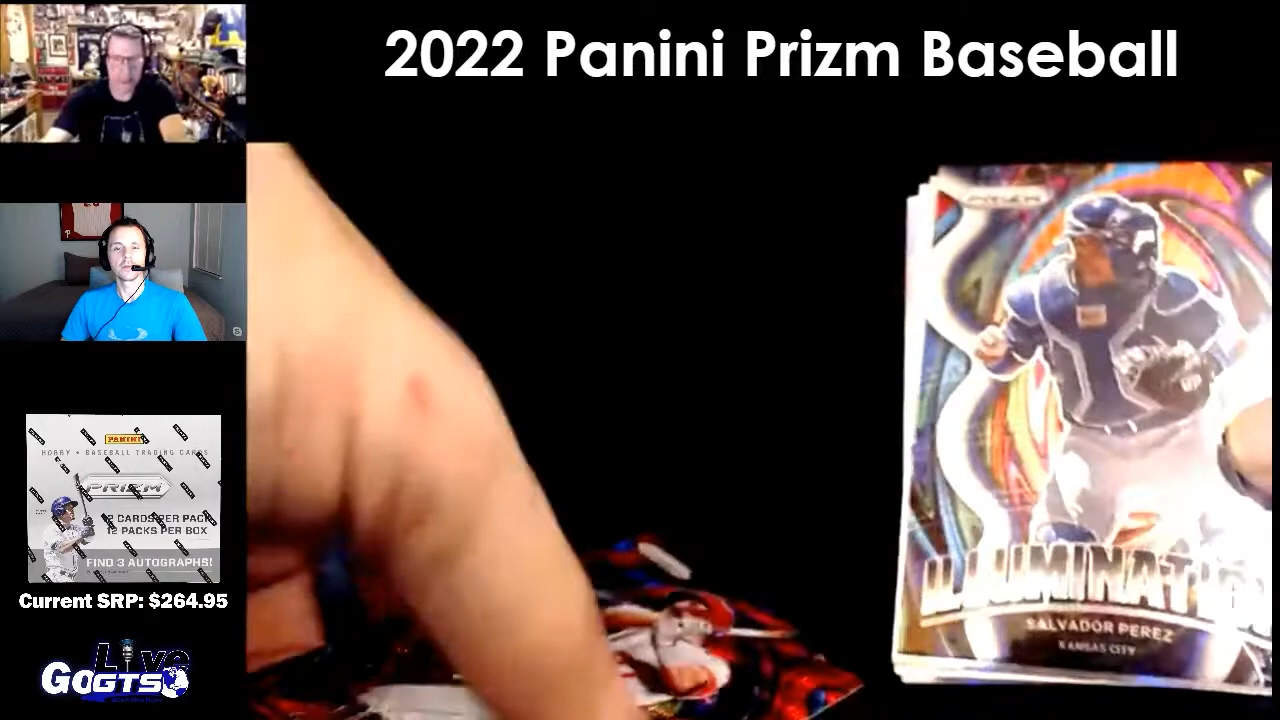 2022 Panini Prizm Baseball
PANINI
HOBBY • BASEBALL TRADING CARDS
PRIZM
CARDS PER PACK
12 PACKS PER BOX
FIND 3 AUTOGRAPHS!
Current SRP: $264.95
Live
GoGTS
PRIZM
ILLUMINATI
SALVADOR PEREZ
KANSAS CITY